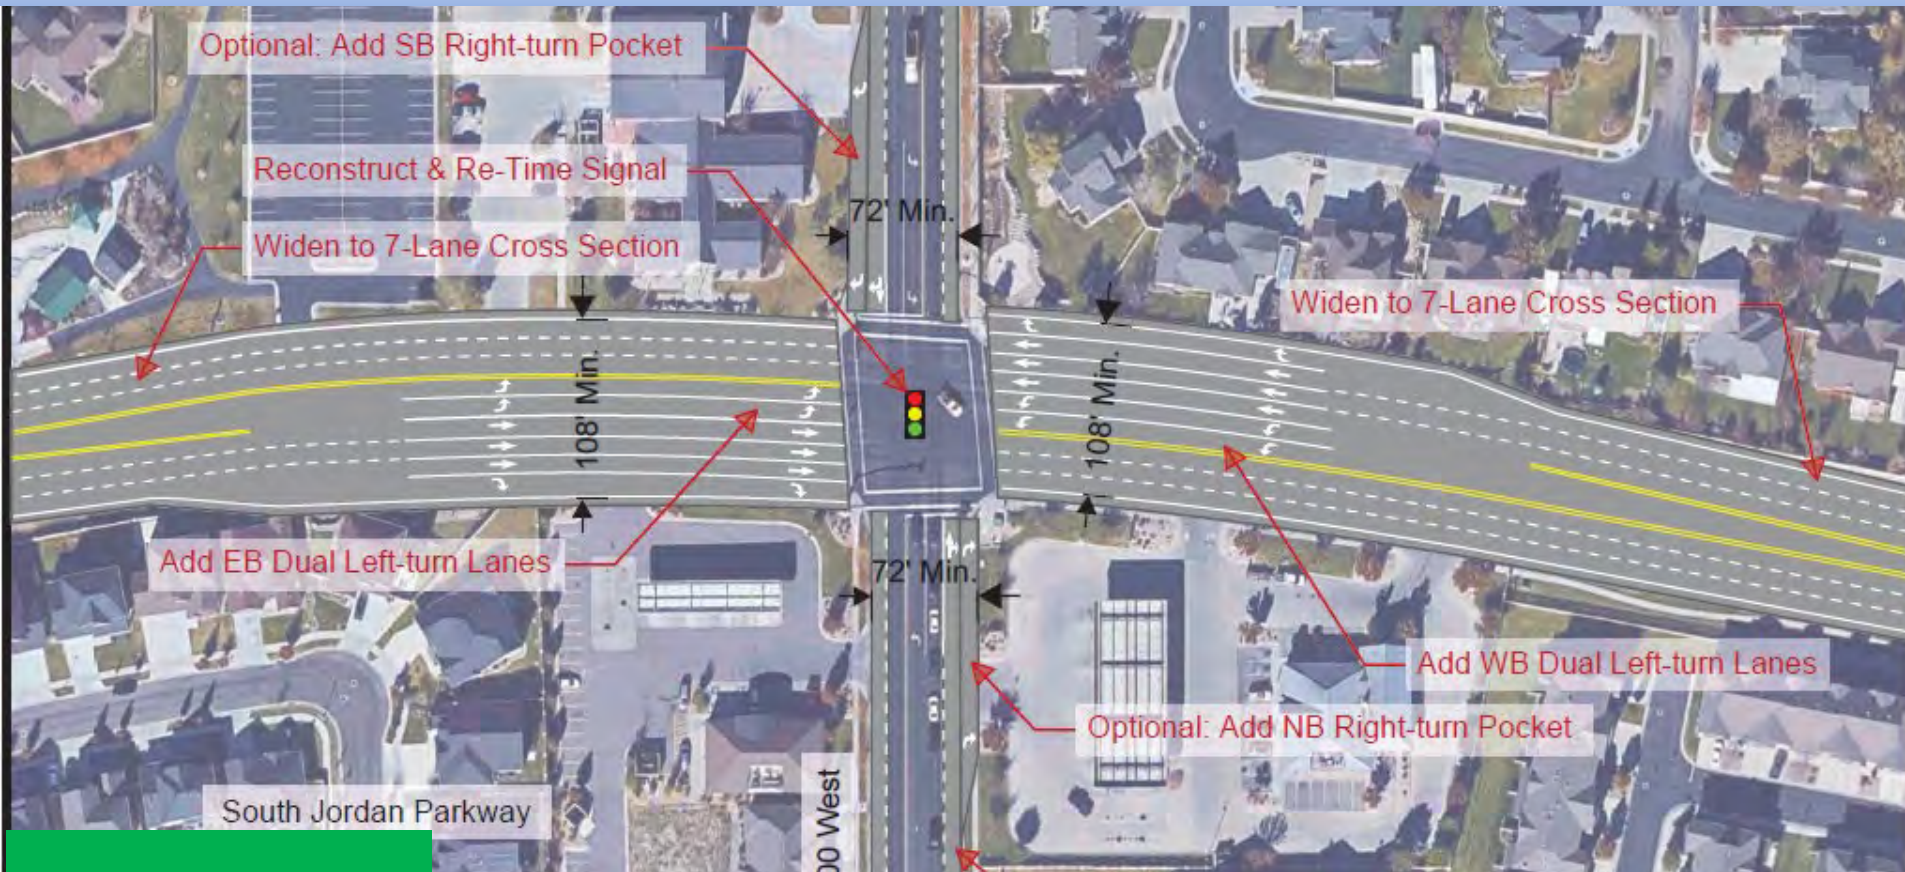 Optional: Add SB Right-turn Pocket
Reconstruct & Re-Time Signal
72' Min.
Widen to 7-Lane Cross Section
Widen to 7-Lane Cross Section
108' Min.
108' Min.
Add EB Dual Left-turn Lanes
72' Min.
Add WB Dual Left-turn Lanes
Optional: Add NB Right-turn Pocket
South Jordan Parkway
00 West